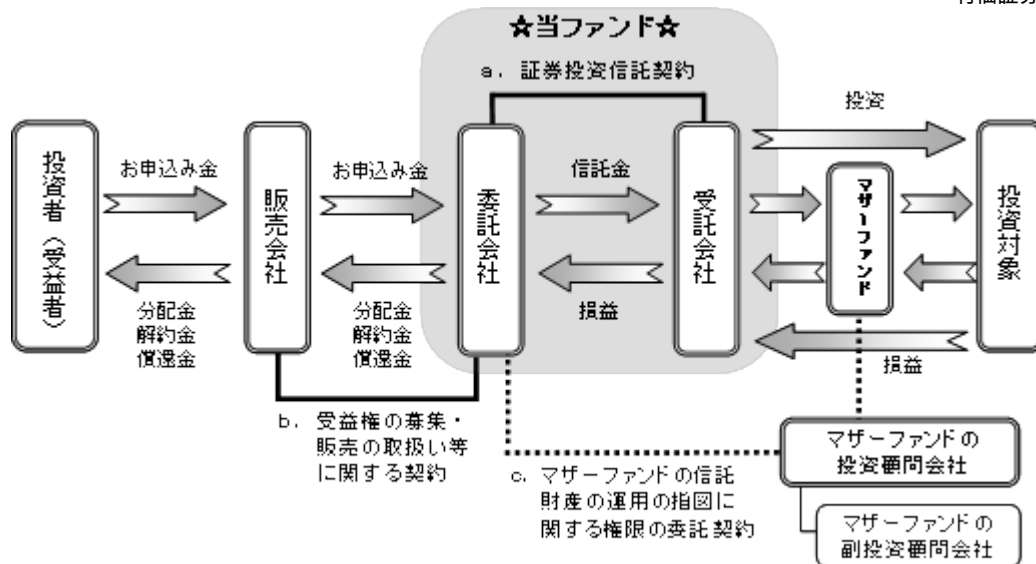 ★当ファンド★
a. 証券投資信託契約
投資
投資者（受益者）
お申込み金
販売会社
お申込み金
委託会社
信託金
受託会社
マザーファンド
投資対象
分配金
解約金
償還金
分配金
解約金
償還金
損益
損益
b. 受益権の募集・
販売の取扱い等
に関する契約
c. マザーファンドの信託
財産の運用の指図に
関する権限の委託契約
マザーファンドの
投資顧問会社
マザーファンドの
副投資顧問会社